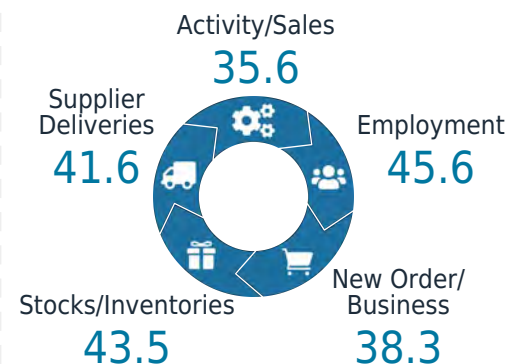 Activity/Sales
35.6
Supplier
Deliveries
41.6
Employment
45.6
Stocks/Inventories
43.5
New Order/
Business
38.3